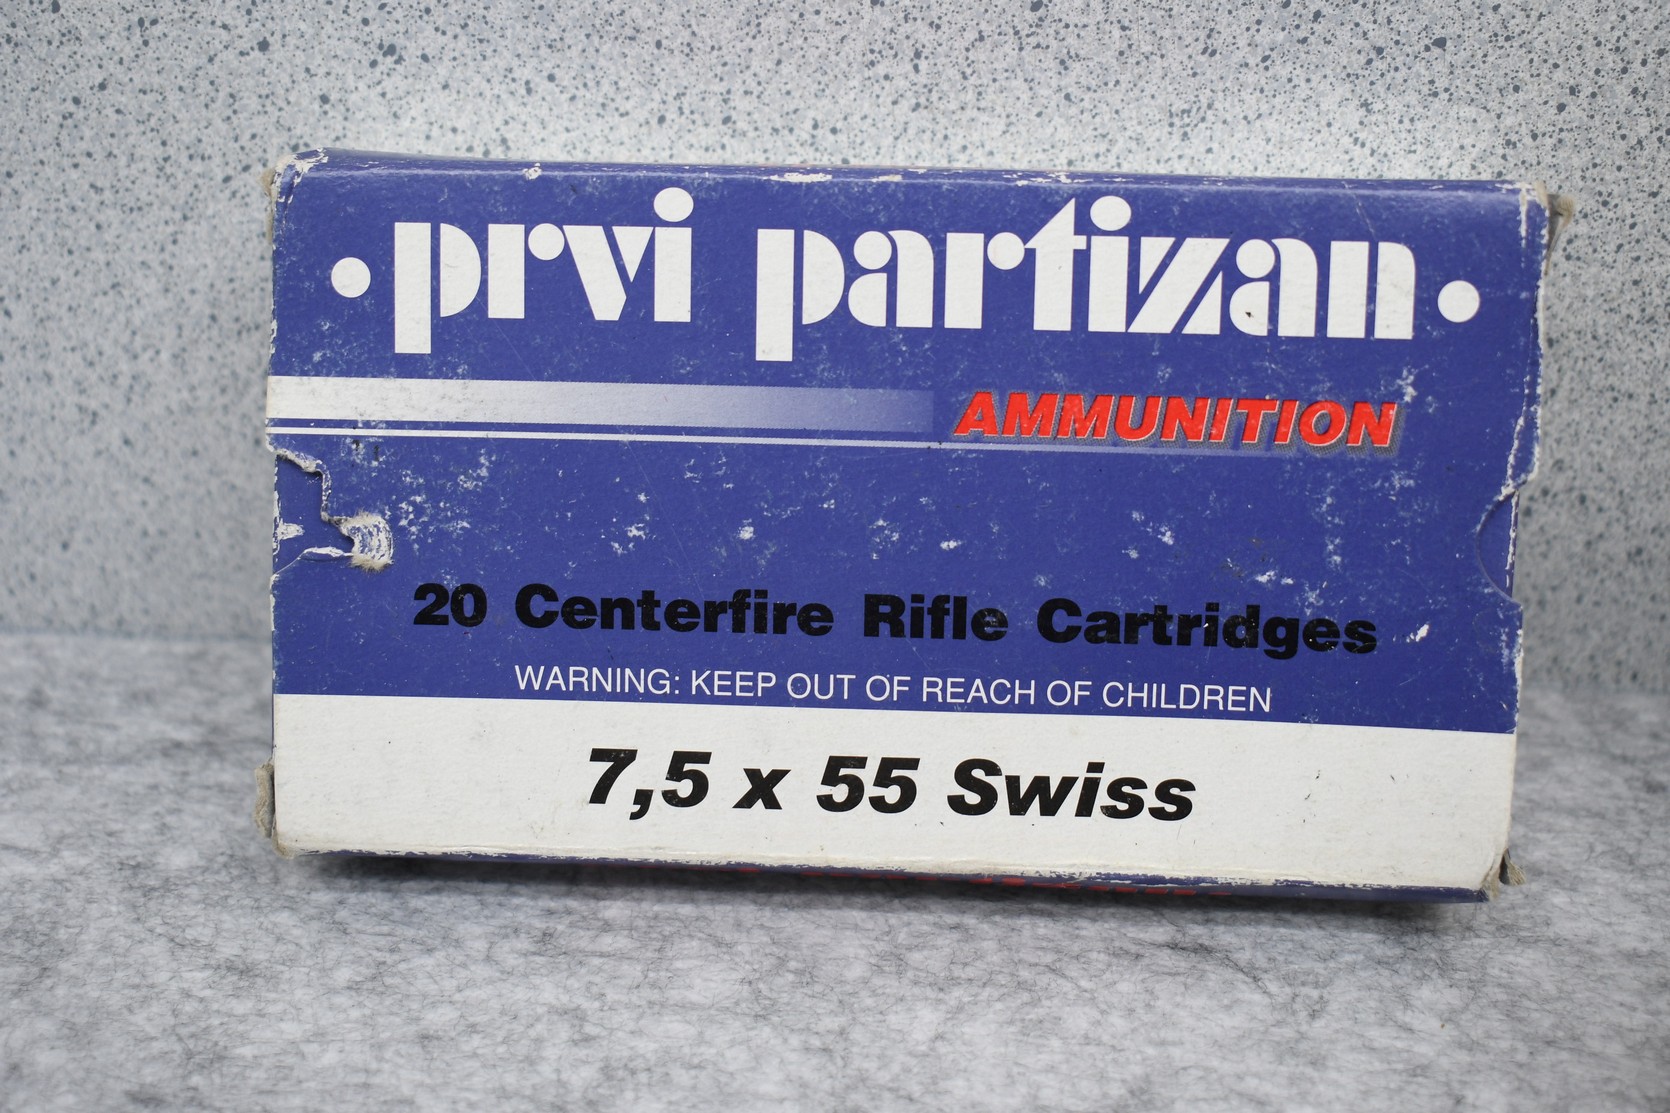 • prvi partizan •
AMMUNITION
20 Centerfire Rifle Cartridges
WARNING: KEEP OUT OF REACH OF CHILDREN
7,5 x 55 Swiss